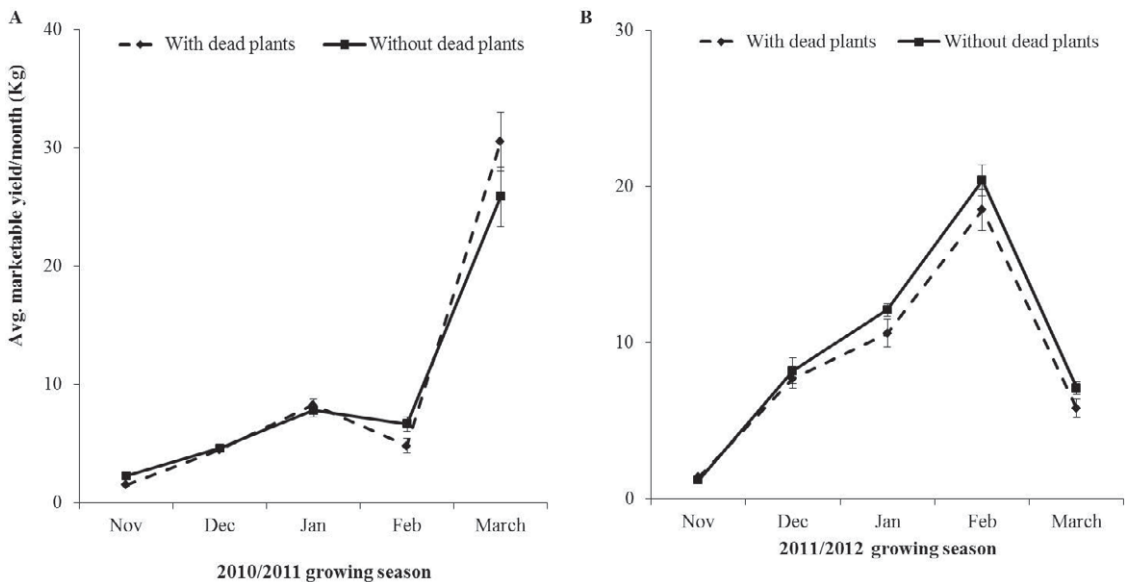 A
With dead plants
Without dead plants
Avg. marketable yield/month (Kg)
40
30
20
10
0
Nov
Dec
Jan
Feb
March
2010/2011 growing season
B
With dead plants
Without dead plants
30
20
10
0
Nov
Dec
Jan
Feb
March
2011/2012 growing season